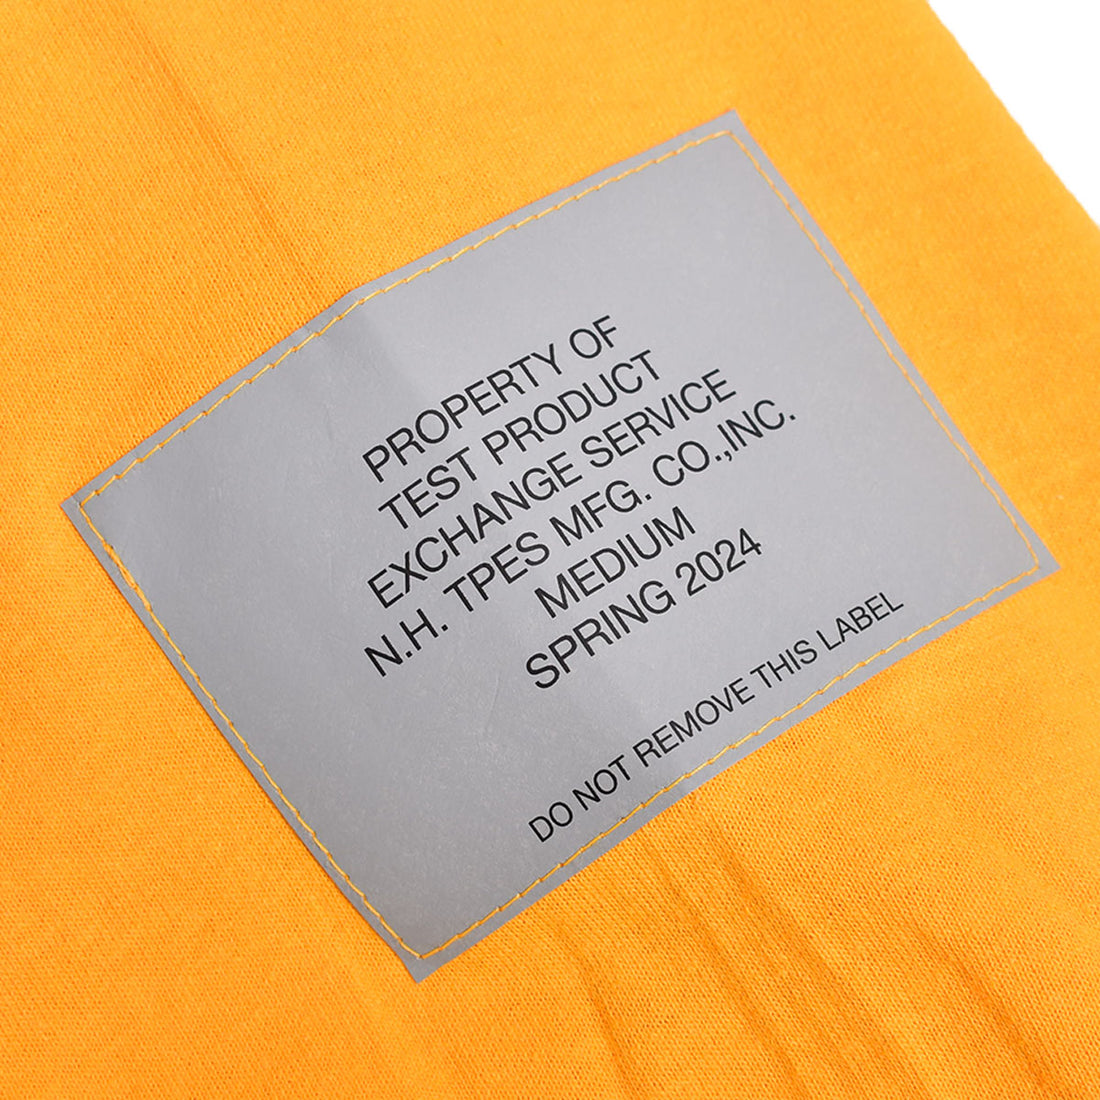 PROPERTY OF
TEST PRODUCT
EXCHANGE SERVICE
N.H. TPES MFG. CO.,INC.
MEDIUM
SPRING 2024
DO NOT REMOVE THIS LABEL